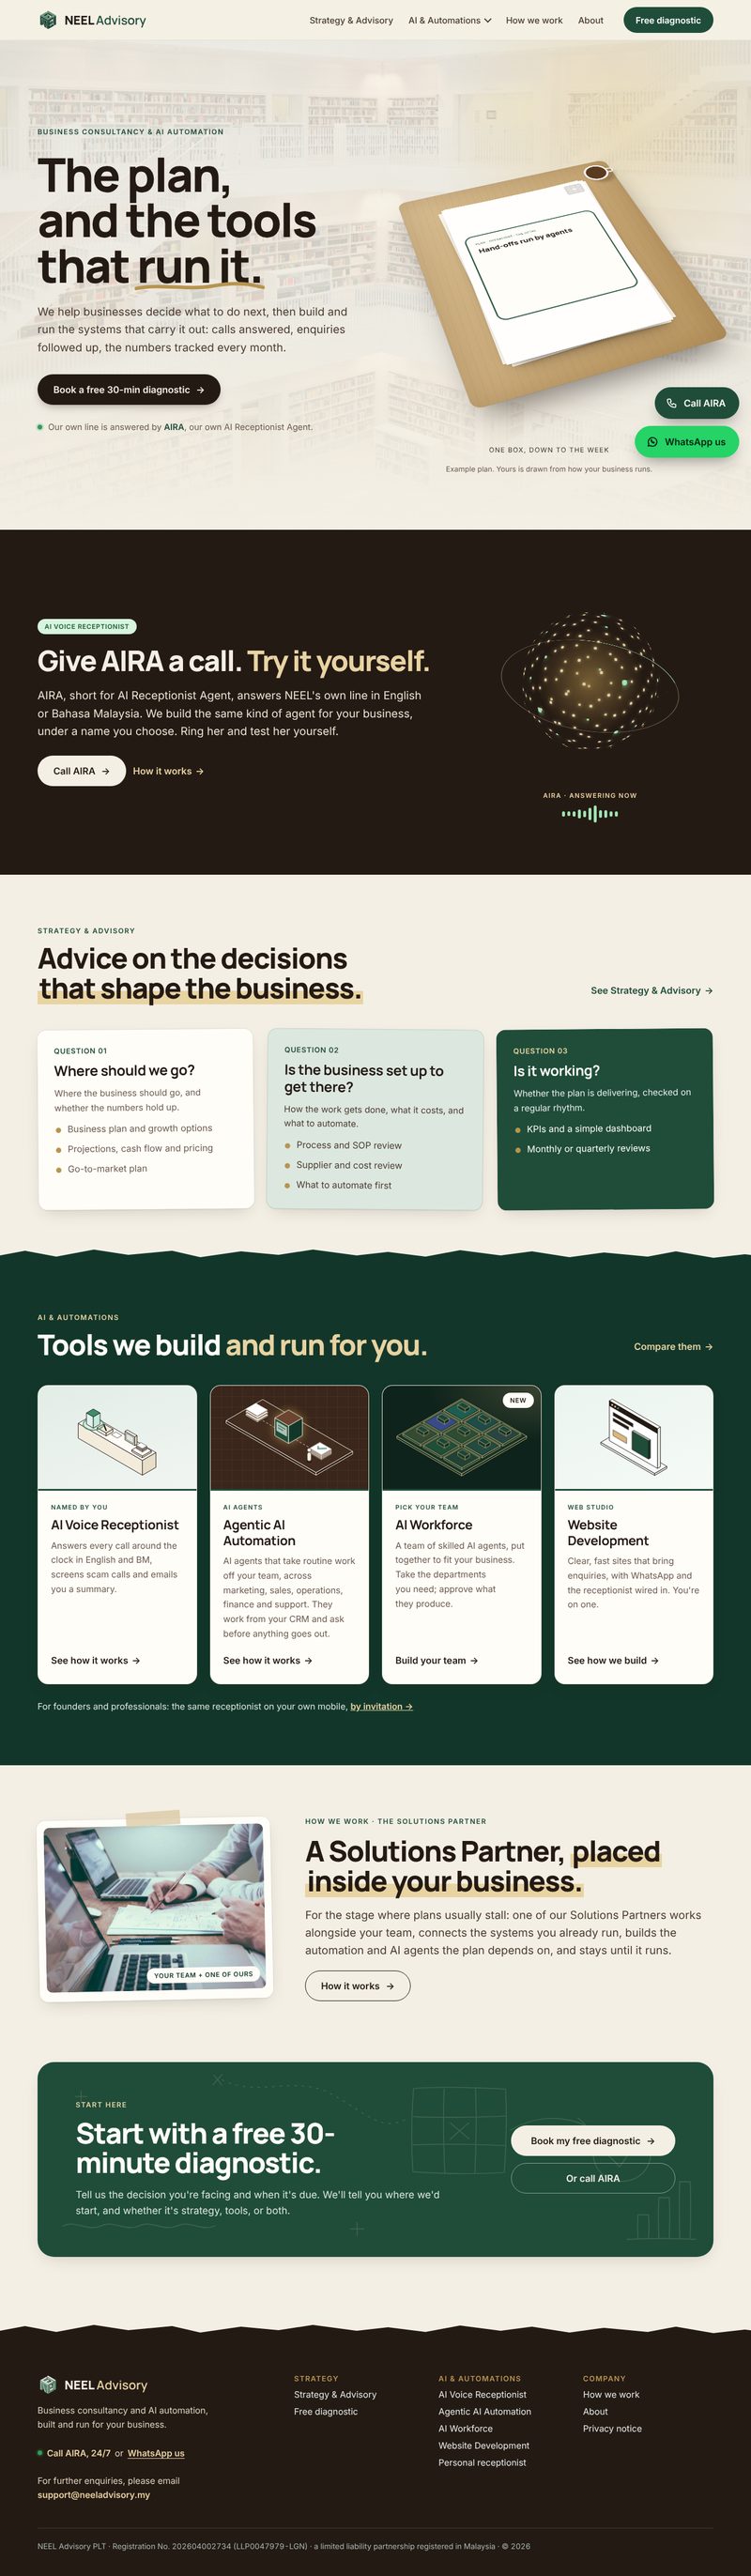 NEEL Advisory
Strategy & Advisory
AI & Automations
How we work
About
Free diagnostic
BUSINESS CONSULTANCY & AI AUTOMATION
The plan,
and the tools
that run it.
We help businesses decide what to do next, then build and
run the systems that carry it out: calls answered, enquiries
followed up, the numbers tracked every month.
Book a free 30-min diagnostic →
Our own line is answered by AIRA, our own AI Receptionist Agent.
Hand-offs run by agents
Call AIRA
WhatsApp us
ONE BOX, DOWN TO THE WEEK
Example plan. Yours is drawn from how your business runs.
AI VOICE RECEPTIONIST
Give AIRA a call. Try it yourself.
AIRA, short for AI Receptionist Agent, answers NEEL's own line in English
or Bahasa Malaysia. We build the same kind of agent for your business,
under a name you choose. Ring her and test her yourself.
Call AIRA →
How it works →
AIRA · ANSWERING NOW
STRATEGY & ADVISORY
Advice on the decisions
that shape the business.
See Strategy & Advisory →
QUESTION 01
Where should we go?
Where the business should go, and
whether the numbers hold up.
Business plan and growth options
Projections, cash flow and pricing
Go-to-market plan
QUESTION 02
Is the business set up to
get there?
How the work gets done, what it costs, and
what to automate.
Process and SOP review
Supplier and cost review
What to automate first
QUESTION 03
Is it working?
Whether the plan is delivering, checked on
a regular rhythm.
KPIs and a simple dashboard
Monthly or quarterly reviews
AI & AUTOMATIONS
Tools we build and run for you.
Compare them →
NAMED BY YOU
AI Voice Receptionist
Answers every call around the
clock in English and BM,
screens scam calls and emails
you a summary.
See how it works →
AI AGENTS
Agentic AI
Automation
AI agents that take routine work
off your team, across
marketing, sales, operations,
finance and support. They
work from your CRM and ask
before anything goes out.
See how it works →
NEW
PICK YOUR TEAM
AI Workforce
A team of skilled AI agents, put
together to fit your business.
Take the departments
you need; approve what
they produce.
Build your team →
WEB STUDIO
Website
Development
Clear, fast sites that bring
enquiries, with WhatsApp and
the receptionist wired in. You're
on one.
See how we build →
For founders and professionals: the same receptionist on your own mobile, by invitation →
YOUR TEAM + ONE OF OURS
HOW WE WORK · THE SOLUTIONS PARTNER
A Solutions Partner, placed
inside your business.
For the stage where plans usually stall: one of our Solutions Partners works
alongside your team, connects the systems you already run, builds the
automation and AI agents the plan depends on, and stays until it runs.
How it works →
START HERE
Start with a free 30-
minute diagnostic.
Tell us the decision you're facing and when it's due. We'll tell you where we'd
start, and whether it's strategy, tools, or both.
Book my free diagnostic →
Or call AIRA
NEEL Advisory
Business consultancy and AI automation,
built and run for your business.
Call AIRA, 24/7 or WhatsApp us
For further enquiries, please email
support@neeladvisory.my
STRATEGY
Strategy & Advisory
Free diagnostic
AI & AUTOMATIONS
AI Voice Receptionist
Agentic AI Automation
AI Workforce
Website Development
Personal receptionist
COMPANY
How we work
About
Privacy notice
NEEL Advisory PLT · Registration No. 202604002734 (LLP0047979-LGN) · a limited liability partnership registered in Malaysia · © 2026